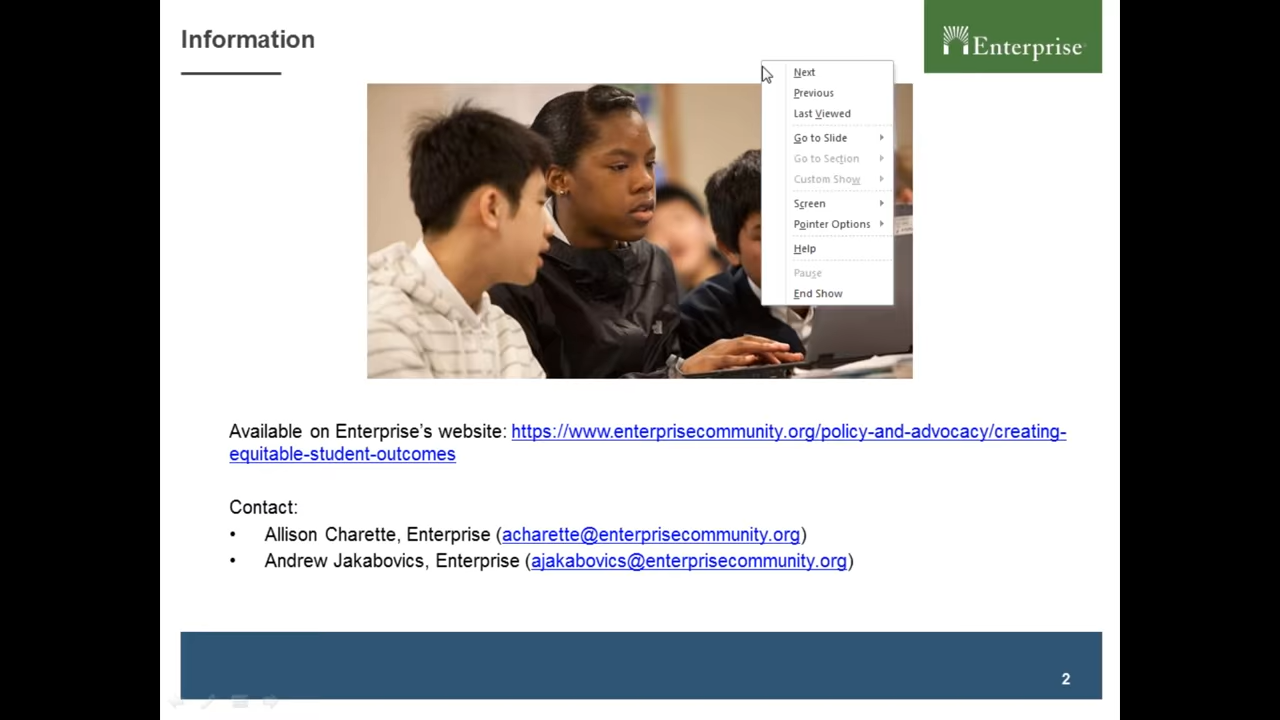 Information
Enterprise
Next
Previous
Last Viewed
Go to Slide
Go to Section
Custom Show
Screen
Pointer Options
Help
Pause
End Show
Available on Enterprise's website: https://www.enterprisecommunity.org/policy-and-advocacy/creating-
equitable-student-outcomes
Contact:
• Allison Charette, Enterprise (acharette@enterprisecommunity.org)
• Andrew Jakabovics, Enterprise (ajakabovics@enterprisecommunity.org)
2